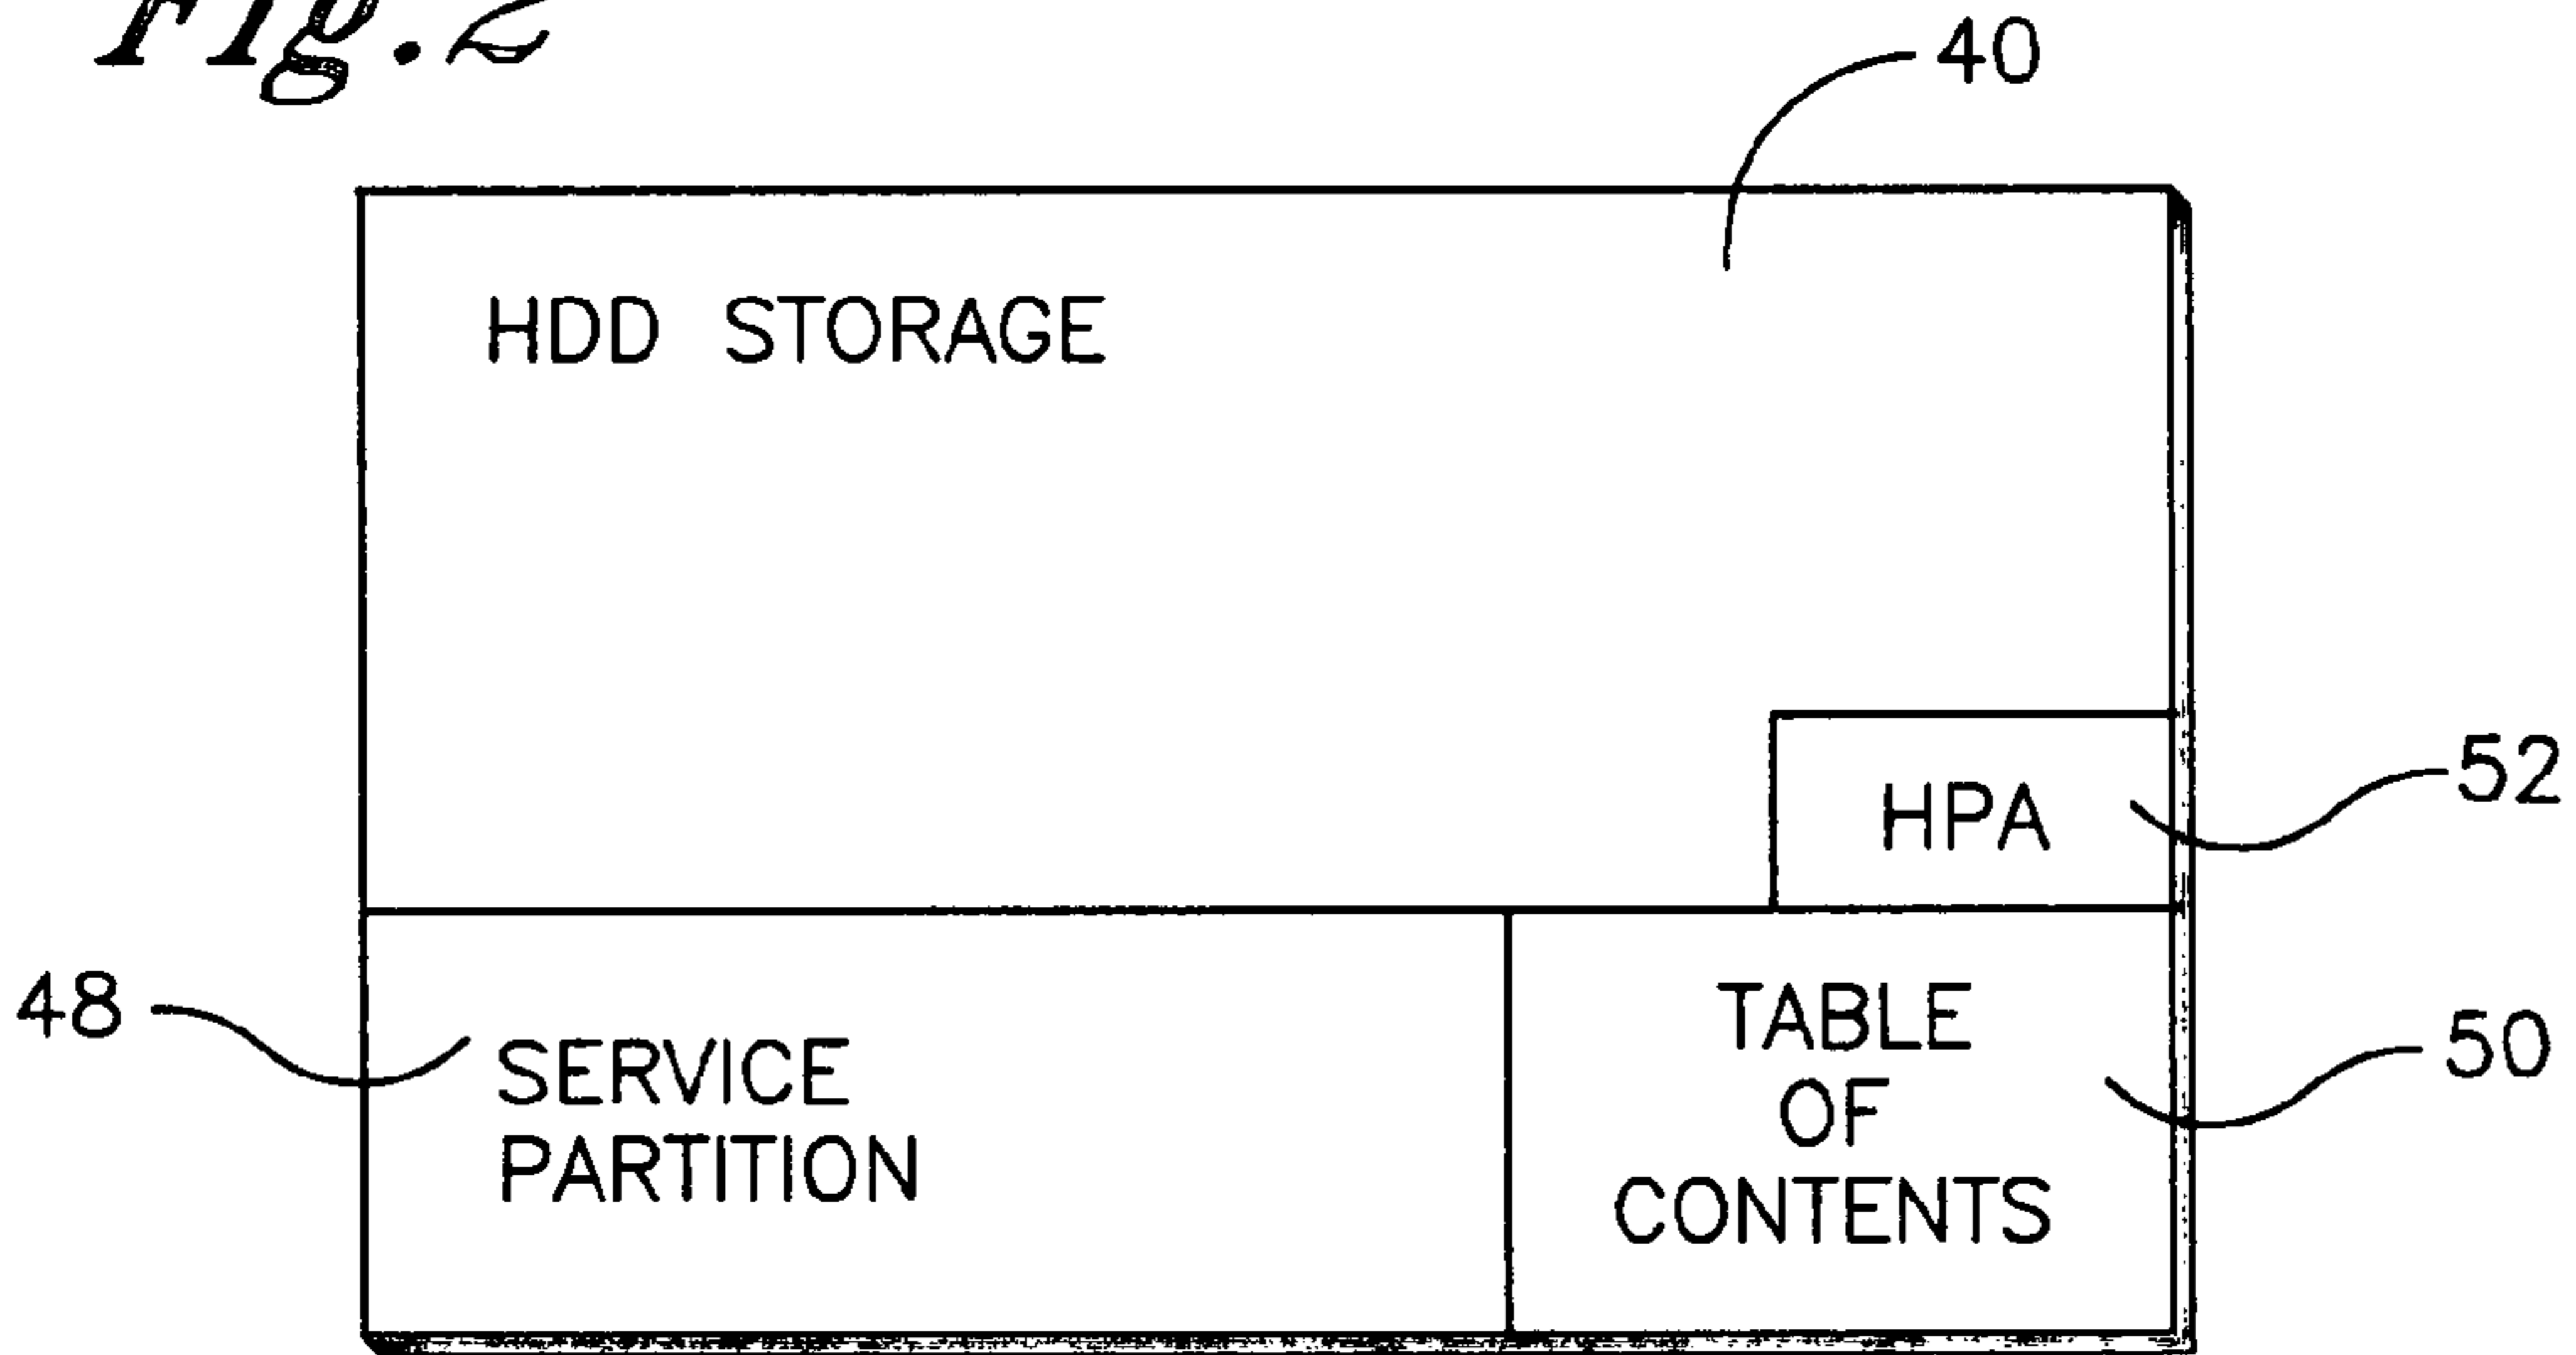 Fig.2
40
HDD STORAGE
HPA
52
48
SERVICE
PARTITION
TABLE
OF
CONTENTS
50